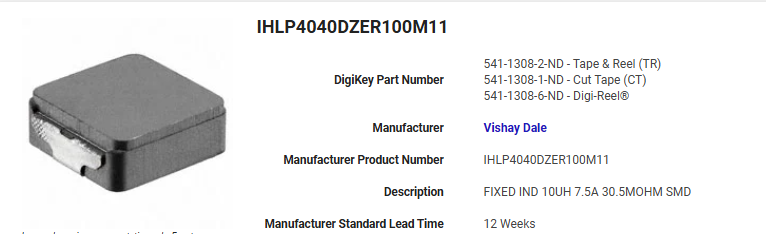 IHLP4040DZER100M11
DigiKey Part Number
541-1308-2-ND - Tape & Reel (TR)
541-1308-1-ND - Cut Tape (CT)
541-1308-6-ND - Digi-Reel®
Manufacturer Vishay Dale
Manufacturer Product Number IHLP4040DZER100M11
Description FIXED IND 10UH 7.5A 30.5MOHM SMD
Manufacturer Standard Lead Time 12 Weeks